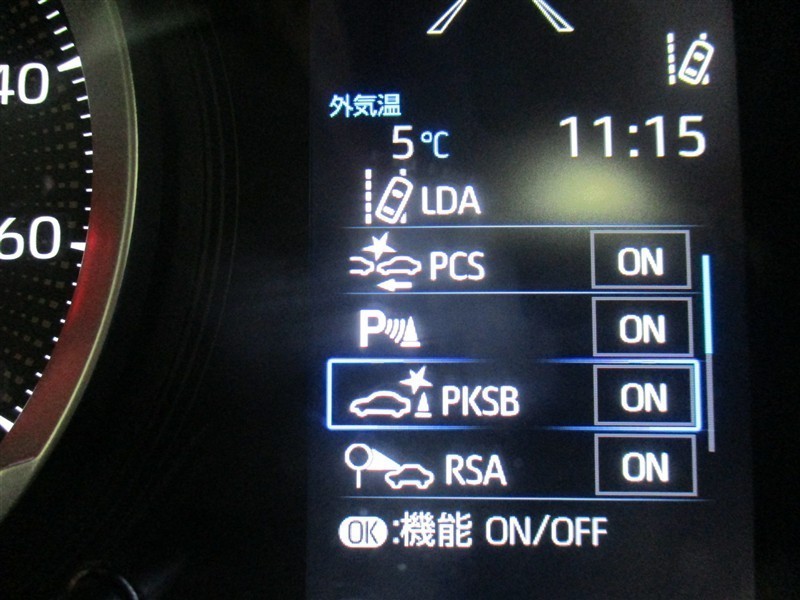 40
60
外気温
5℃ 11:15
LDA
PCS ON
P ON
PKSB ON
RSA ON
OK:機能 ON/OFF